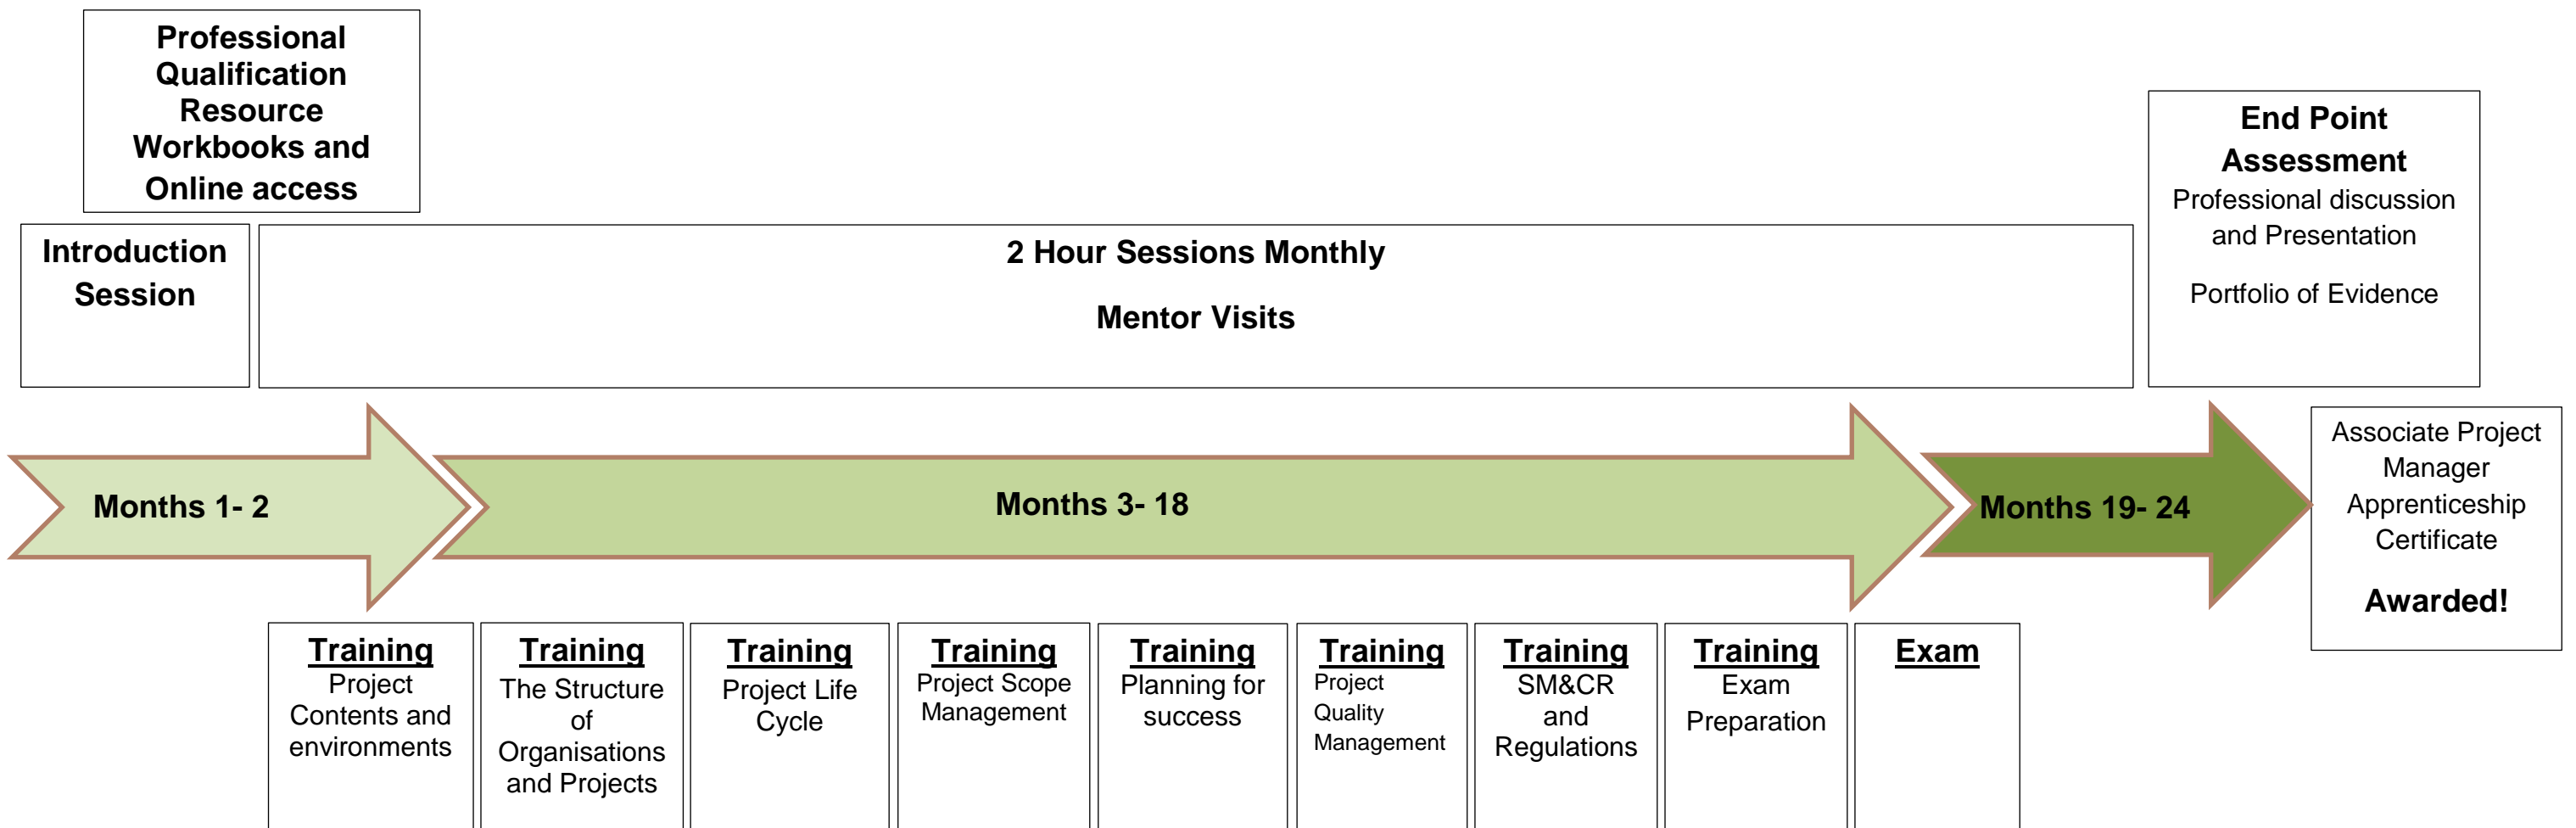 Professional
Qualification
Resource
Workbooks and
Online access
Introduction
Session
2 Hour Sessions Monthly
Mentor Visits
End Point
Assessment
Professional discussion
and Presentation
Portfolio of Evidence
Months 1- 2
Months 3- 18
Months 19- 24
Associate Project
Manager
Apprenticeship
Certificate
Awarded!
Training
Project
Contents and
environments
Training
The Structure
of
Organisations
and Projects
Training
Project Life
Cycle
Training
Project Scope
Management
Training
Planning for
success
Training
Project
Quality
Management
Training
SM&CR
and
Regulations
Training
Exam
Preparation
Exam